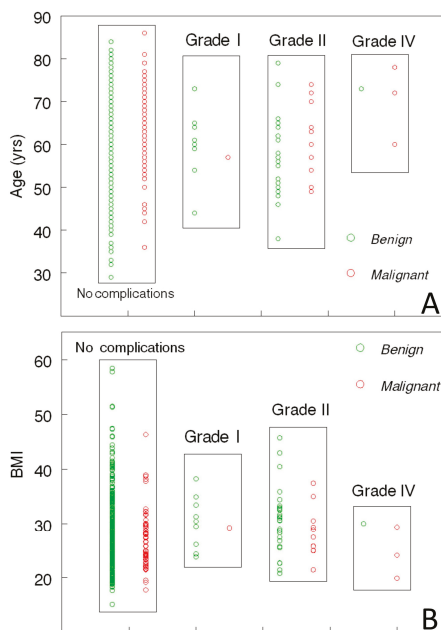 90
80
70
60
50
40
30
Age (yrs)
No complications
Grade I
Grade II
Grade IV
Benign
Malignant
A
60
50
40
30
20
BMI
No complications
Grade I
Grade II
Grade IV
Benign
Malignant
B